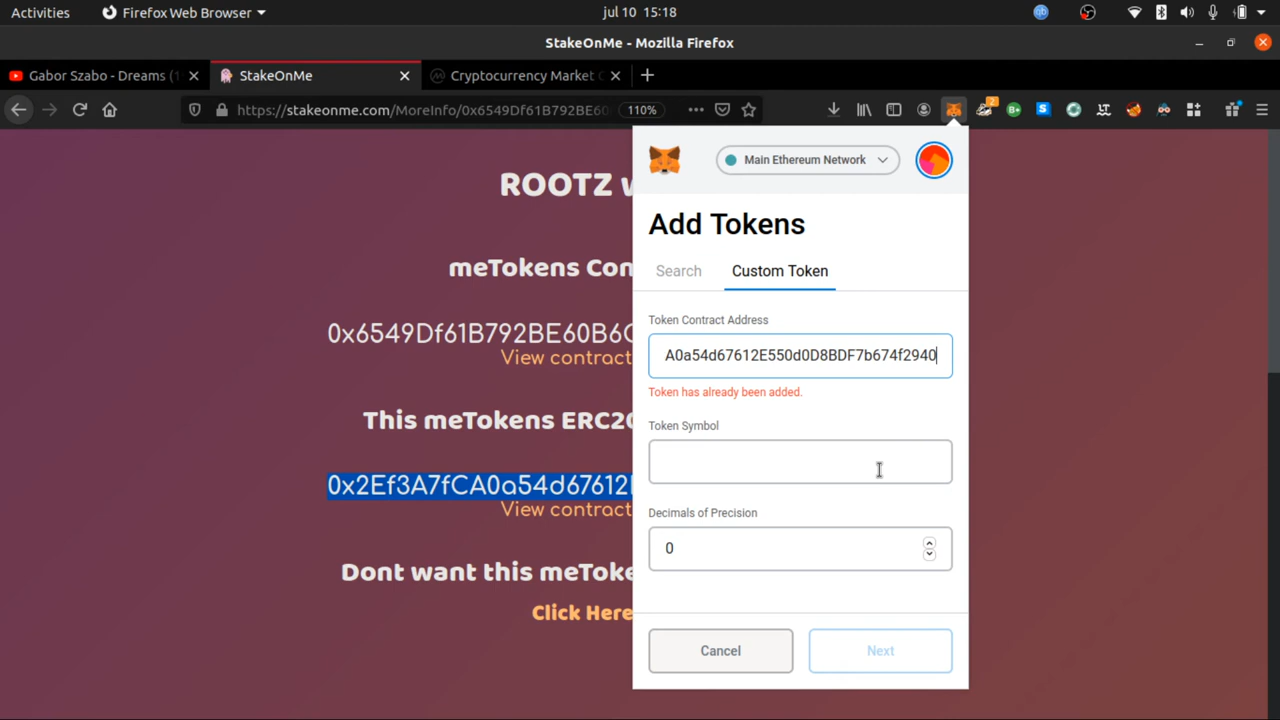 Activities
Firefox Web Browser
jul 10 15:18
StakeOnMe - Mozilla Firefox
Gabor Szabo - Dreams (1
StakeOnMe
Cryptocurrency Market C
https://stakeonme.com/MoreInfo/0x6549Df61B792BE60
110%
2
Main Ethereum Network
ROOTZ
Add Tokens
Search
Custom Token
meTokens Con
Token Contract Address
0x6549Df61B792BE60B6
A0a54d67612E550d0D8BDF7b674f2940
View contract
Token has already been added.
This meTokens ERC20
Token Symbol
0x2Ef3A7fCA0a54d67612
View contract
Decimals of Precision
0
Dont want this meToke
Click Here
Cancel
Next